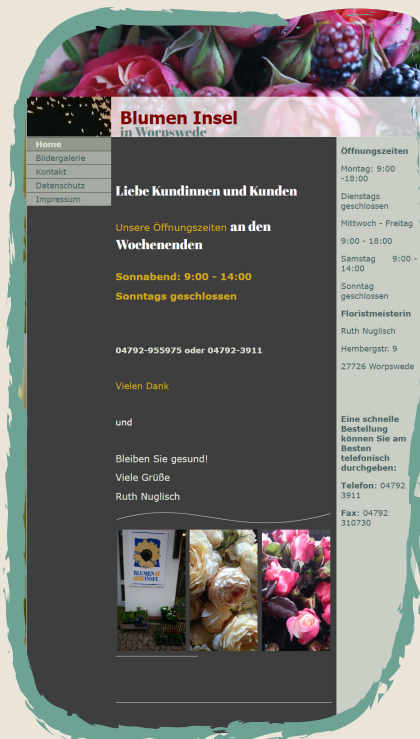 Blumen Insel
in Worpswede
Home
Bildergalerie
Kontakt
Datenschutz
Impressum
Liebe Kundinnen und Kunden
Unsere Öffnungszeiten an den
Wochenenden
Sonnabend: 9:00 - 14:00
Sonntags geschlossen
04792-955975 oder 04792-3911
Vielen Dank
und
Bleiben Sie gesund!
Viele Grüße
Ruth Nuglisch
BLUMEN
INSEL
Öffnungszeiten
Montag: 9:00
-18:00
Dienstags
geschlossen
Mittwoch - Freitag
9:00 - 18:00
Samstag 9:00 -
14:00
Sonntag
geschlossen
Floristmeisterin
Ruth Nuglisch
Hembergstr. 9
27726 Worpswede
Eine schnelle
Bestellung
können Sie am
Besten
telefonisch
durchgeben:
Telefon: 04792
3911
Fax: 04792
310730